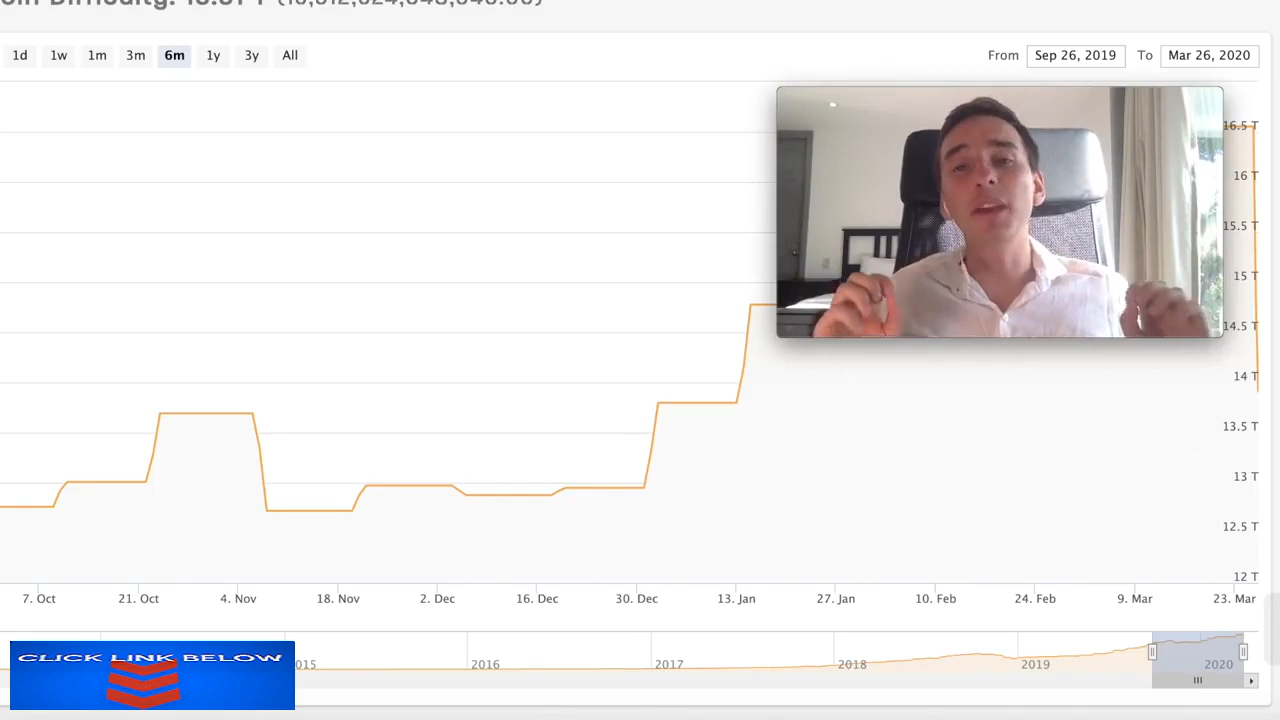 1d 1w 1m 3m 6m 1y 3y All From Sep 26, 2019 To Mar 26, 2020
16.5 T
16 T
15.5 T
15 T
14.5 T
14 T
13.5 T
13 T
12.5 T
12 T
7. Oct 21. Oct 4. Nov 18. Nov 2. Dec 16. Dec 30. Dec 13. Jan 27. Jan 10. Feb 24. Feb 9. Mar 23. Mar
CLICK LINK BELOW
2016 2017 2018 2019 2020